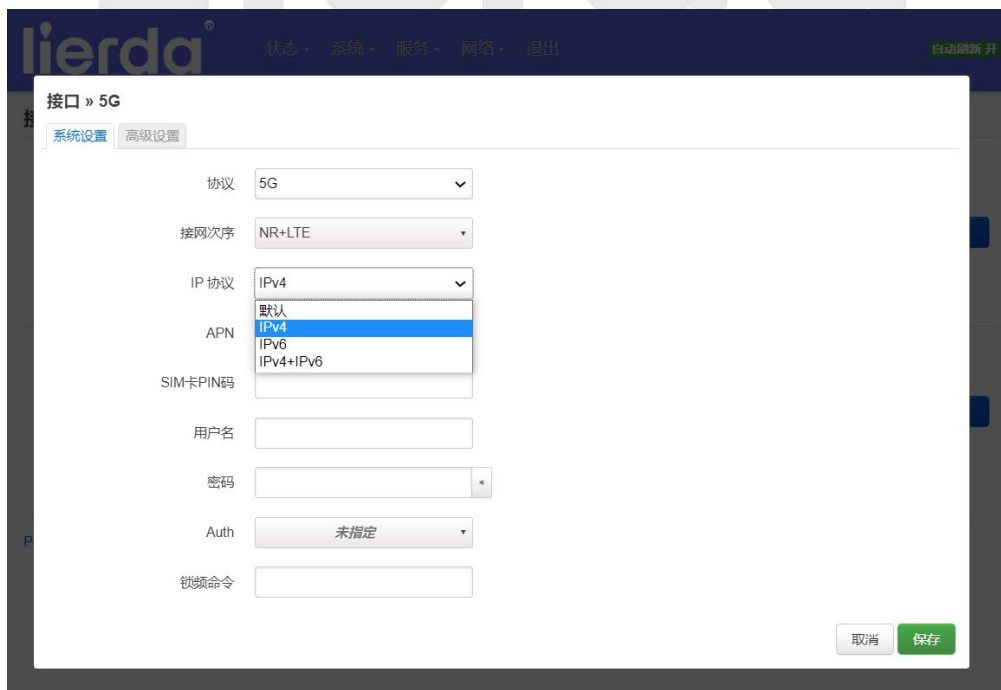 lierda®
状态 系统 服务 网络 退出
自动刷新 开
接口 » 5G
系统设置 高级设置
协议 5G
接网次序 NR+LTE
IP 协议 IPv4
默认
APN IPv4
IPv6
IPv4+IPv6
SIM卡PIN码
用户名
密码 *
Auth 未指定
锁频命令
取消 保存